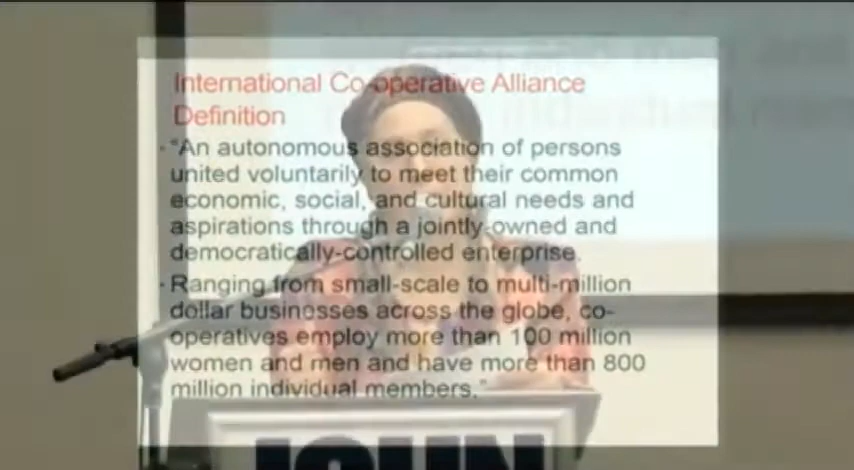 International Co-operative Alliance
Definition
· "An autonomous association of persons
united voluntarily to meet their common
economic, social, and cultural needs and
aspirations through a jointly-owned and
democratically-controlled enterprise.
· Ranging from small-scale to multi-million
dollar businesses across the globe, co-
operatives employ more than 100 million
women and men and have more than 800
million individual members."
JOHN